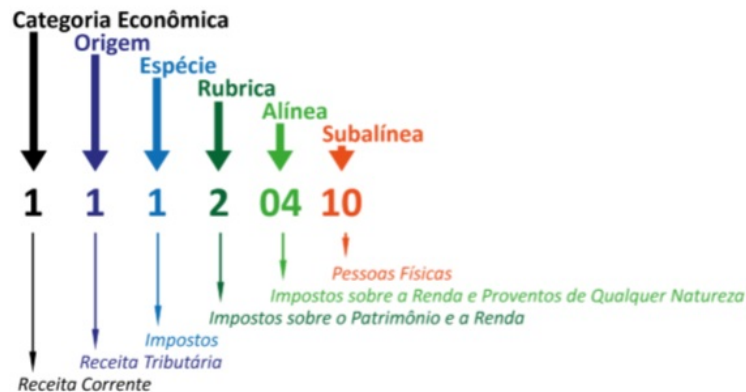 Categoria Econômica
Origem
Espécie
Rubrica
Alínea
Subalínea
1 1 1 2 04 10
Pessoas Físicas
Impostos sobre a Renda e Proventos de Qualquer Natureza
Impostos sobre o Patrimônio e a Renda
Impostos
Receita Tributária
Receita Corrente